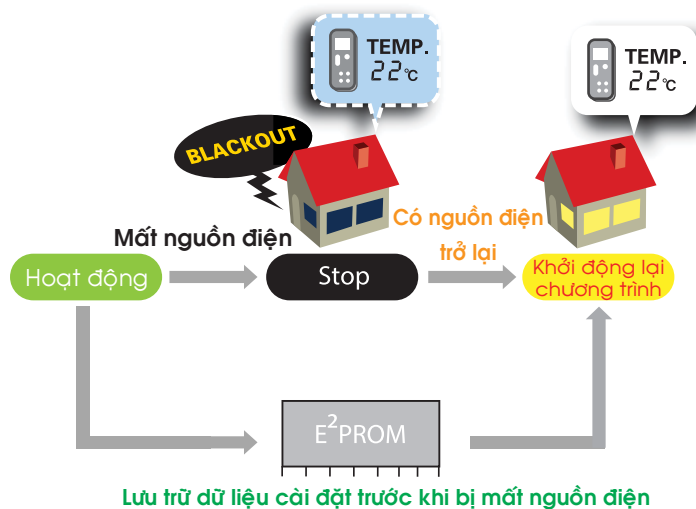 TEMP.
22°C
TEMP.
22°C
BLACKOUT
Mất nguồn điện
Có nguồn điện
trở lại
Hoạt động
Stop
Khởi động lại
chương trình
E²PROM
Lưu trữ dữ liệu cài đặt trước khi bị mất nguồn điện